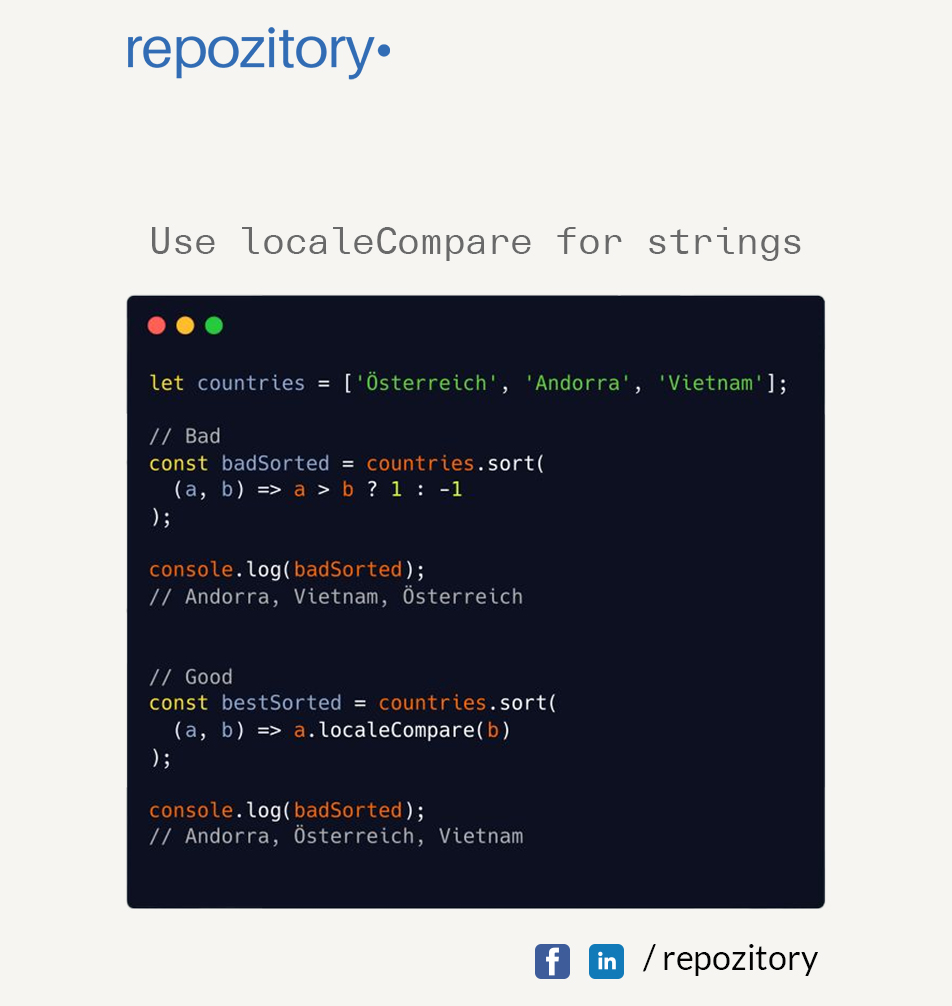 repozitory•
Use localeCompare for strings
let countries = ['Österreich', 'Andorra', 'Vietnam'];
// Bad
const badSorted = countries.sort(
(a, b) => a > b ? 1 : -1
);
console.log(badSorted);
// Andorra, Vietnam, Österreich
// Good
const bestSorted = countries.sort(
(a, b) => a.localeCompare(b)
);
console.log(badSorted);
// Andorra, Österreich, Vietnam
f in / repozitory